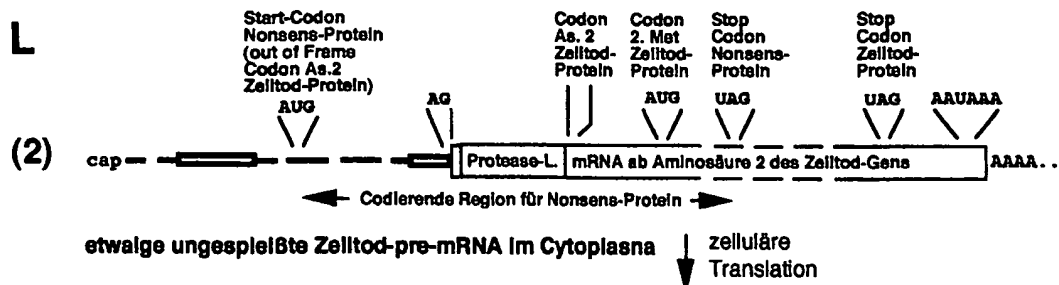 L
Start-Codon
Nonsens-Protein
(out of Frame
Codon As.2
Zelltod-Protein)
AUG
AG
Codon
As. 2
Zelltod-
Protein
Codon
2. Met
Zelltod-
Protein
AUG
Stop
Codon
Nonsens-
Protein
UAG
Stop
Codon
Zelltod-
Protein
UAG
AAUAAA
(2)
cap
Protease-L.
mRNA ab Aminosäure 2 des Zelltod-Gens
AAAA..
Codierende Region für Nonsens-Protein
etwaige ungespleißte Zelltod-pre-mRNA im Cytoplasna
zelluläre
Translation